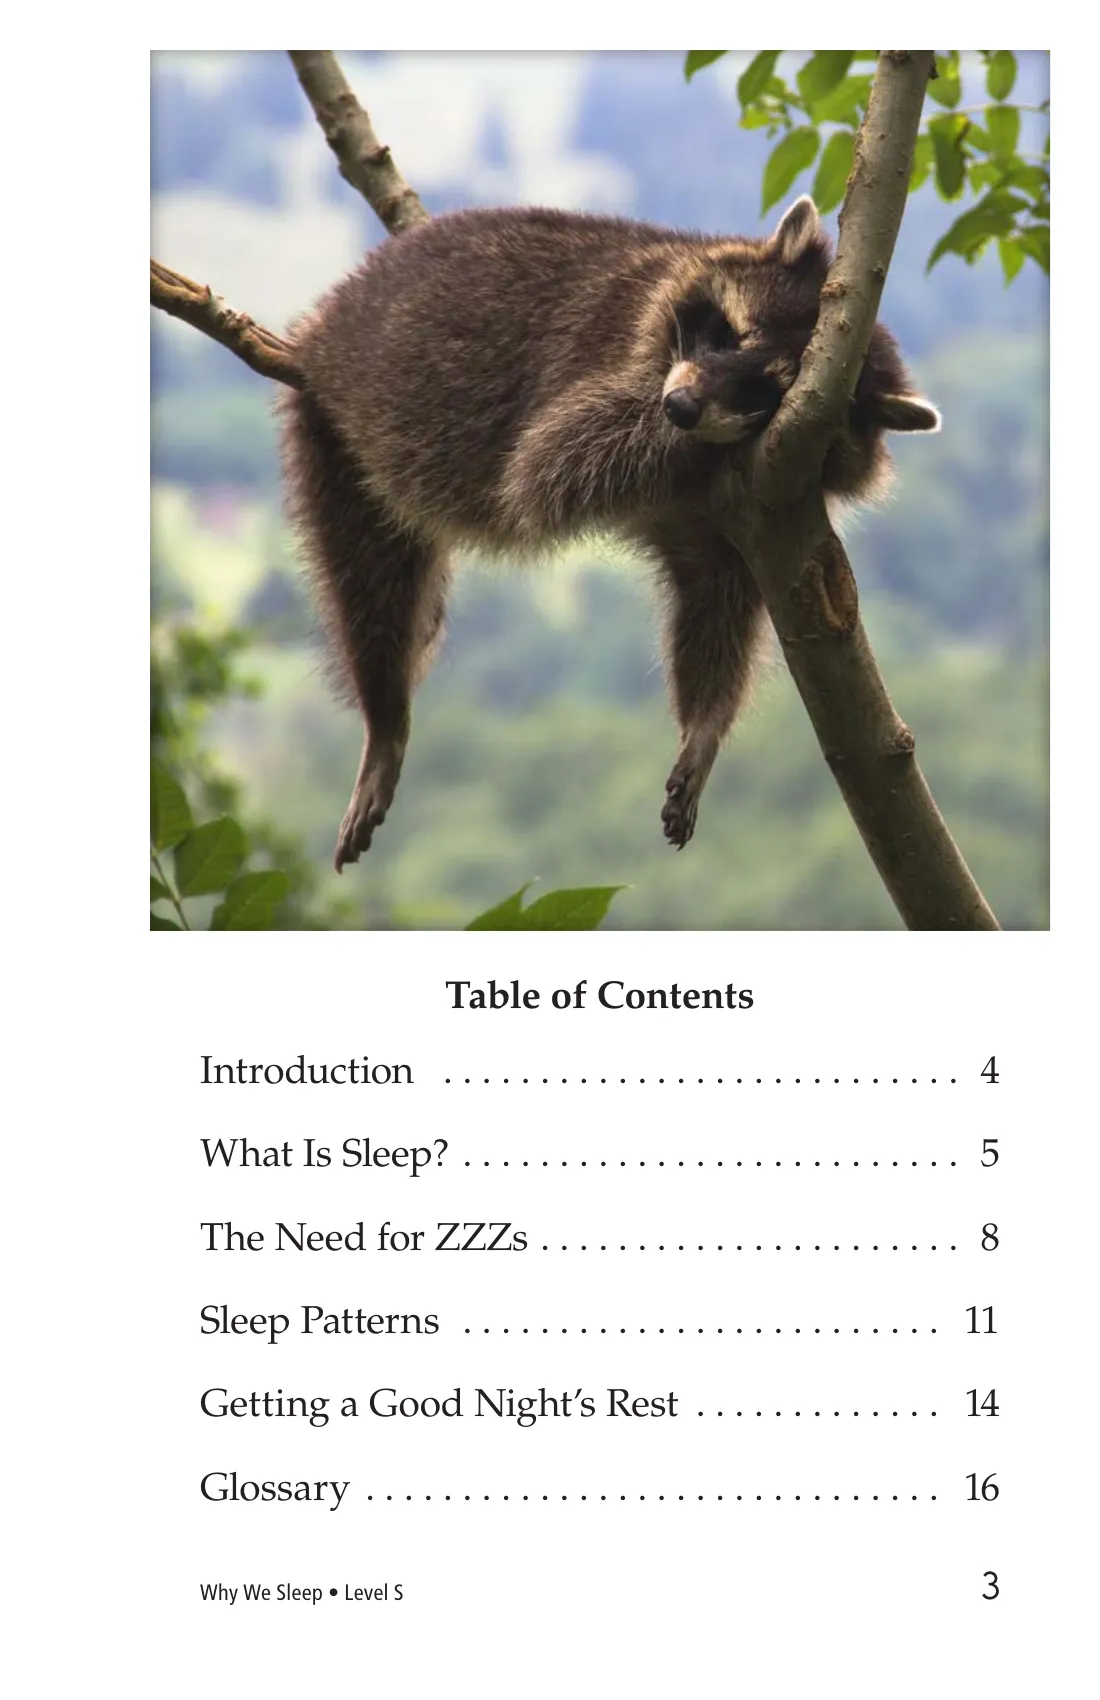 Table of Contents
Introduction . . . . . . . . . . . . . . . . . . . . . . . . . . . 4
What Is Sleep? . . . . . . . . . . . . . . . . . . . . . . . . . . 5
The Need for ZZZs . . . . . . . . . . . . . . . . . . . . . . 8
Sleep Patterns . . . . . . . . . . . . . . . . . . . . . . . . . 11
Getting a Good Night’s Rest . . . . . . . . . . . . . 14
Glossary . . . . . . . . . . . . . . . . . . . . . . . . . . . . . . 16
Why We Sleep • Level S 3